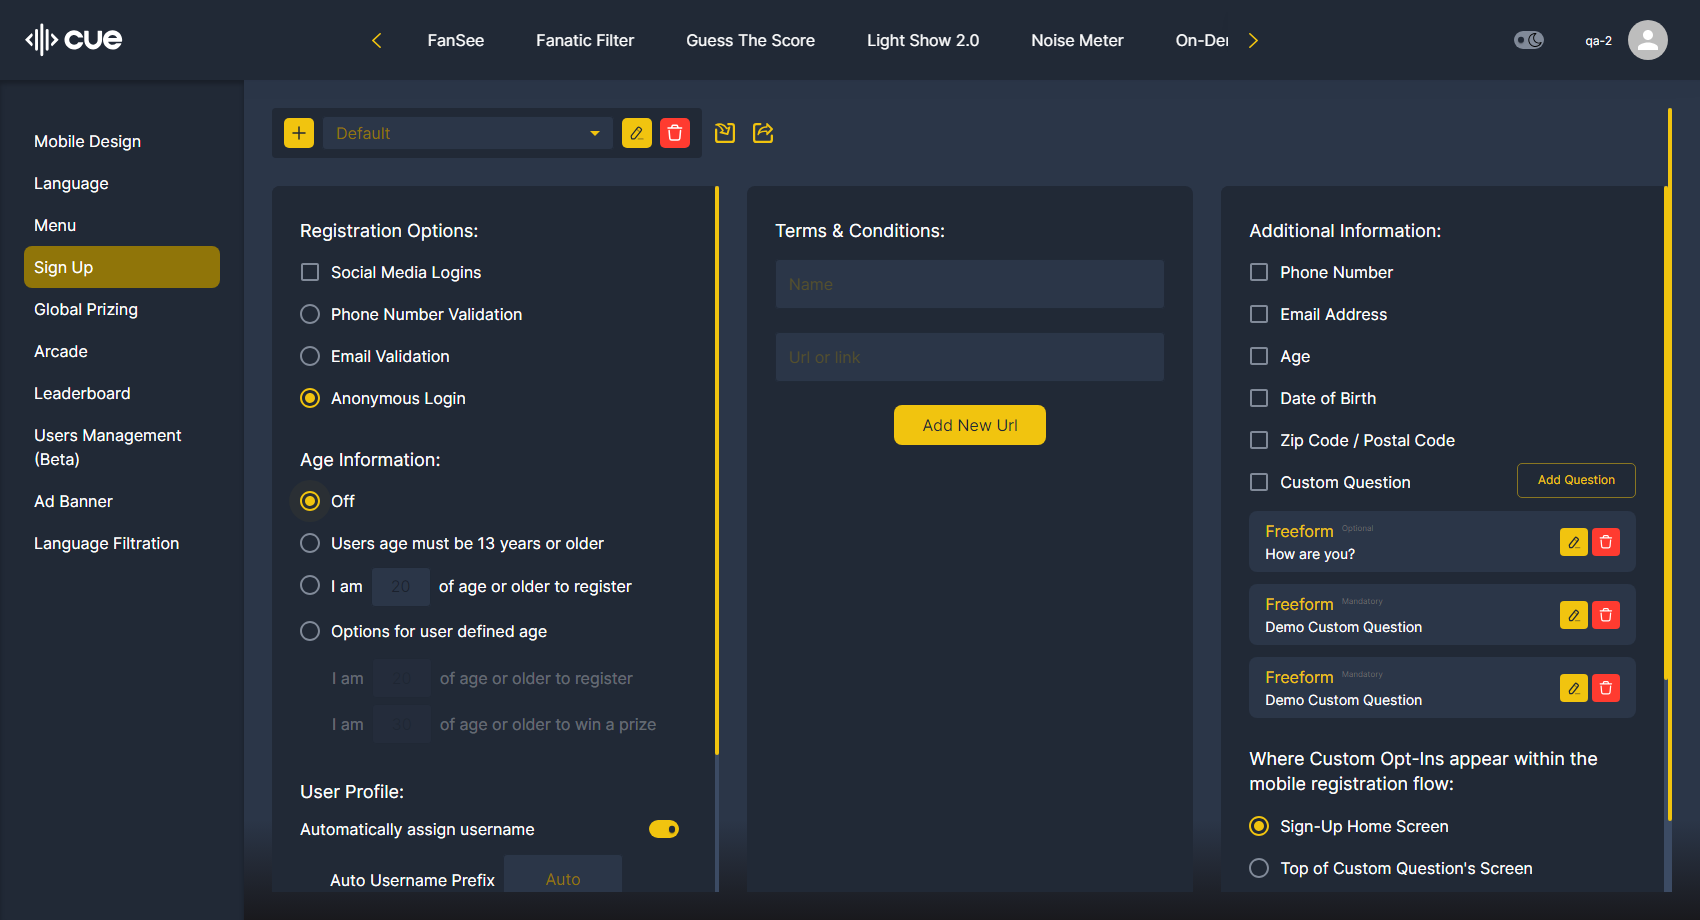 cue
FanSee
Fanatic Filter
Guess The Score
Light Show 2.0
Noise Meter
On-De
qa-2
Mobile Design
Language
Menu
Sign Up
Global Prizing
Arcade
Leaderboard
Users Management
(Beta)
Ad Banner
Language Filtration
Default
Registration Options:
Social Media Logins
Phone Number Validation
Email Validation
Anonymous Login
Age Information:
Off
Users age must be 13 years or older
I am 20 of age or older to register
Options for user defined age
I am 20 of age or older to register
I am 30 of age or older to win a prize
User Profile:
Automatically assign username
Auto Username Prefix Auto
Terms & Conditions:
Name
Url or link
Add New Url
Additional Information:
Phone Number
Email Address
Age
Date of Birth
Zip Code / Postal Code
Custom Question
Add Question
Freeform Optional
How are you?
Freeform Mandatory
Demo Custom Question
Freeform Mandatory
Demo Custom Question
Where Custom Opt-Ins appear within the
mobile registration flow:
Sign-Up Home Screen
Top of Custom Question's Screen